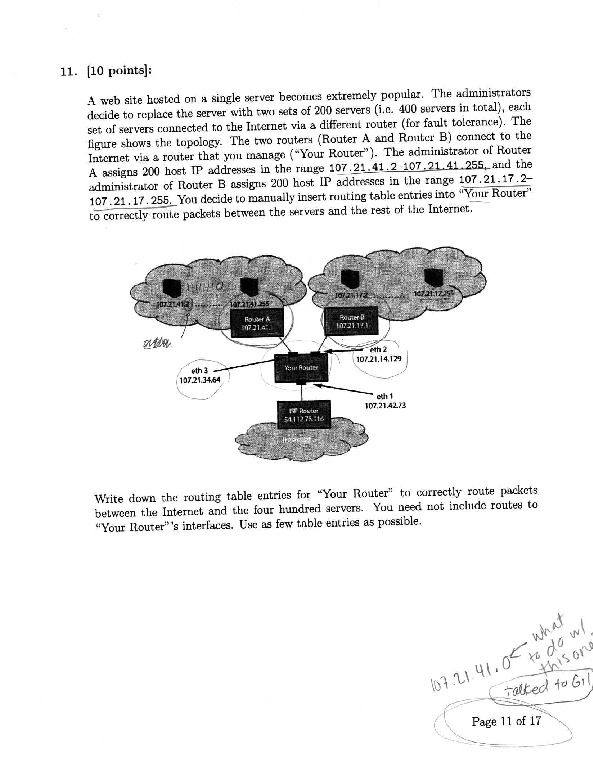 11. [10 points]:
A web site hosted on a single server becomes extremely popular. The administrators
decide to replace the server with two sets of 200 servers (i.e. 400 servers in total), each
set of servers connected to the Internet via a different router (for fault tolerance). The
figure shows the topology. The two routers (Router A and Router B) connect to the
Internet via a router that you manage ("Your Router"). The administrator of Router
A assigns 200 host IP addresses in the range 107.21.41.2-107.21.41.255, and the
administrator of Router B assigns 200 host IP addresses in the range 107.21.17.2–
107.21.17.255. You decide to manually insert routing table entries into "Your Router"
to correctly route packets between the servers and the rest of the Internet.
107.21.41.2 ........ 107.21.41.255
107.21.17.2 107.21.17.255
Router A
107.21.41.1
Router B
107.21.17.1
eth 2
107.21.14.129
Your Router
eth 3
107.21.34.64
eth 1
107.21.42.73
ISP Router
54.112.75.116
Write down the routing table entries for "Your Router" to correctly route packets
between the Internet and the four hundred servers. You need not include routes to
"Your Router"'s interfaces. Use as few table entries as possible.
what
to do w/
this one
107.21.41.0
Talked to Gil
Page 11 of 17